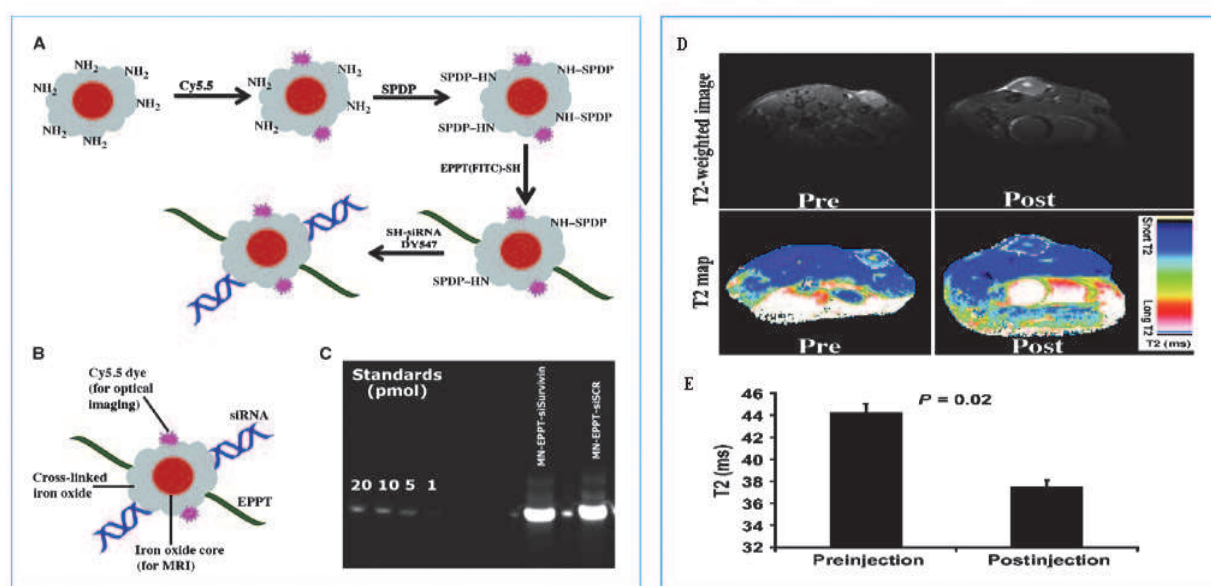 A
NH2
NH2
NH2
NH2
NH2
NH2
NH2
Cy5.5
NH2
NH2
NH2
NH2
SPDP
SPDP–HN
NH–SPDP
SPDP–HN
NH–SPDP
EPPT(FITC)-SH
NH–SPDP
SPDP–HN
SH-siRNA
DY547
B
Cy5.5 dye
(for optical
imaging)
siRNA
Cross-linked
iron oxide
EPPT
Iron oxide core
(for MRI)
C
Standards
(pmol)
20 10 5 1
MN-EPPT-siSurvivin
MN-EPPT-siSCR
D
T2-weighted image
Pre
Post
T2 map
Pre
Post
Short T2
Long T2
T2 (ms)
E
P = 0.02
T2 (ms)
46
44
42
40
38
36
34
32
Preinjection
Postinjection